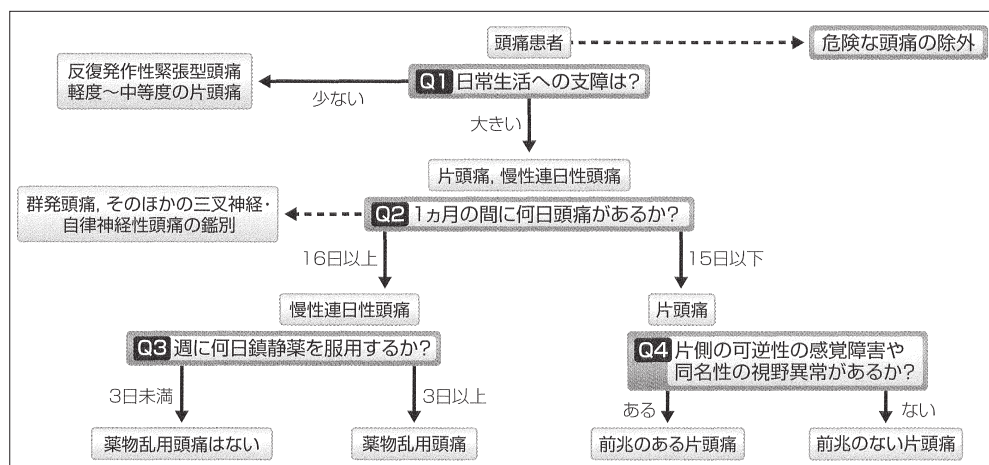 頭痛患者
危険な頭痛の除外
反復発作性緊張型頭痛
軽度～中等度の片頭痛
Q1 日常生活への支障は?
少ない
大きい
片頭痛, 慢性連日性頭痛
群発頭痛, そのほかの三叉神経・
自律神経性頭痛の鑑別
Q2 1ヵ月の間に何日頭痛があるか?
16日以上
15日以下
慢性連日性頭痛
片頭痛
Q3 週に何日鎮静薬を服用するか?
Q4 片側の可逆性の感覚障害や
同名性の視野異常があるか?
3日未満
3日以上
ある
ない
薬物乱用頭痛はない
薬物乱用頭痛
前兆のある片頭痛
前兆のない片頭痛